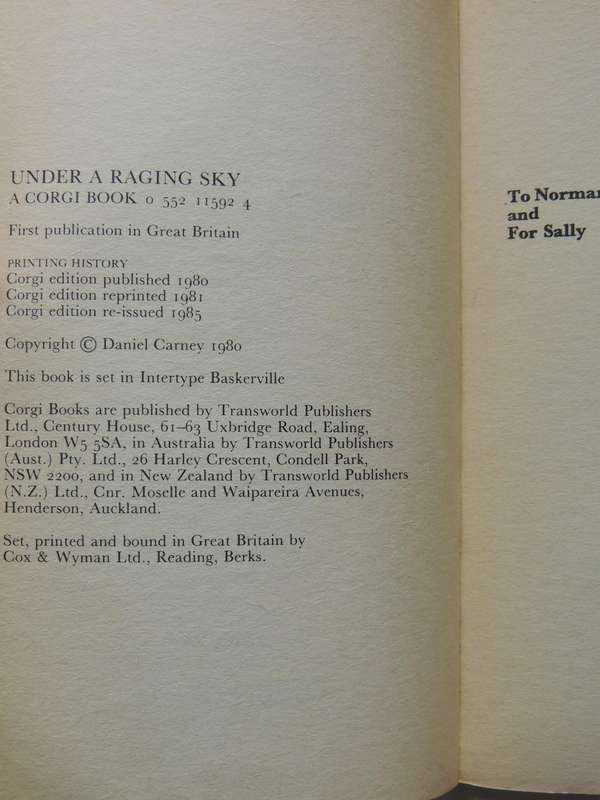 UNDER A RAGING SKY
A CORGI BOOK 0 552 11592 4
First publication in Great Britain
PRINTING HISTORY
Corgi edition published 1980
Corgi edition reprinted 1981
Corgi edition re-issued 1985
Copyright © Daniel Carney 1980
This book is set in Intertype Baskerville
Corgi Books are published by Transworld Publishers
Ltd., Century House, 61–63 Uxbridge Road, Ealing,
London W5 5SA, in Australia by Transworld Publishers
(Aust.) Pty. Ltd., 26 Harley Crescent, Condell Park,
NSW 2200, and in New Zealand by Transworld Publishers
(N.Z.) Ltd., Cnr. Moselle and Waipareira Avenues,
Henderson, Auckland.
Set, printed and bound in Great Britain by
Cox & Wyman Ltd., Reading, Berks.
To Norman
and
For Sally